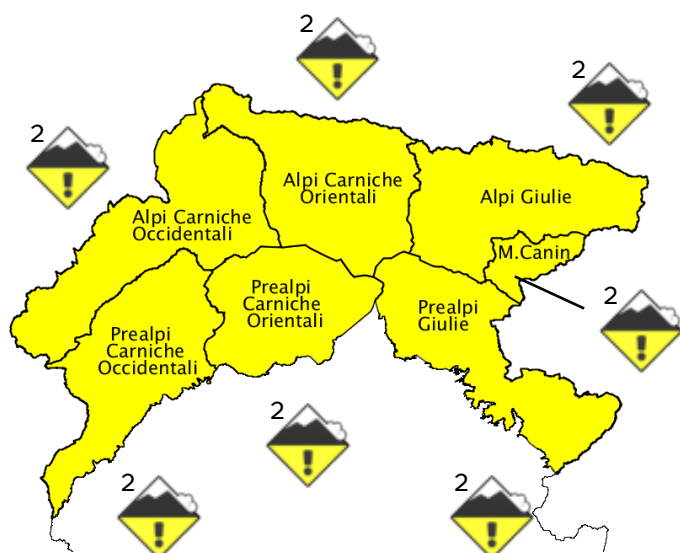 2
2
2
Alpi Carniche
Orientali
Alpi Giulie
Alpi Carniche
Occidentali
M.Canin
Prealpi
Carniche
Orientali
2
Prealpi
Giulie
Prealpi
Carniche
Occidentali
2
2
2